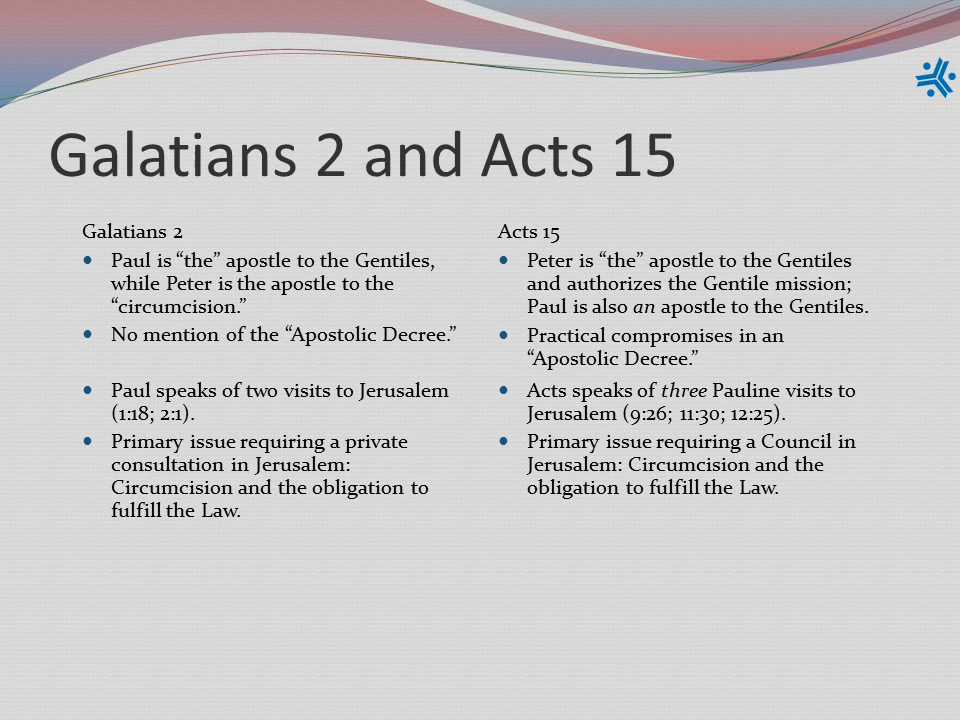 Galatians 2 and Acts 15
Galatians 2
Paul is “the” apostle to the Gentiles,
while Peter is the apostle to the
“circumcision.”
No mention of the “Apostolic Decree.”
Paul speaks of two visits to Jerusalem
(1:18; 2:1).
Primary issue requiring a private
consultation in Jerusalem:
Circumcision and the obligation to
fulfill the Law.
Acts 15
Peter is “the” apostle to the Gentiles
and authorizes the Gentile mission;
Paul is also an apostle to the Gentiles.
Practical compromises in an
“Apostolic Decree.”
Acts speaks of three Pauline visits to
Jerusalem (9:26; 11:30; 12:25).
Primary issue requiring a Council in
Jerusalem: Circumcision and the
obligation to fulfill the Law.